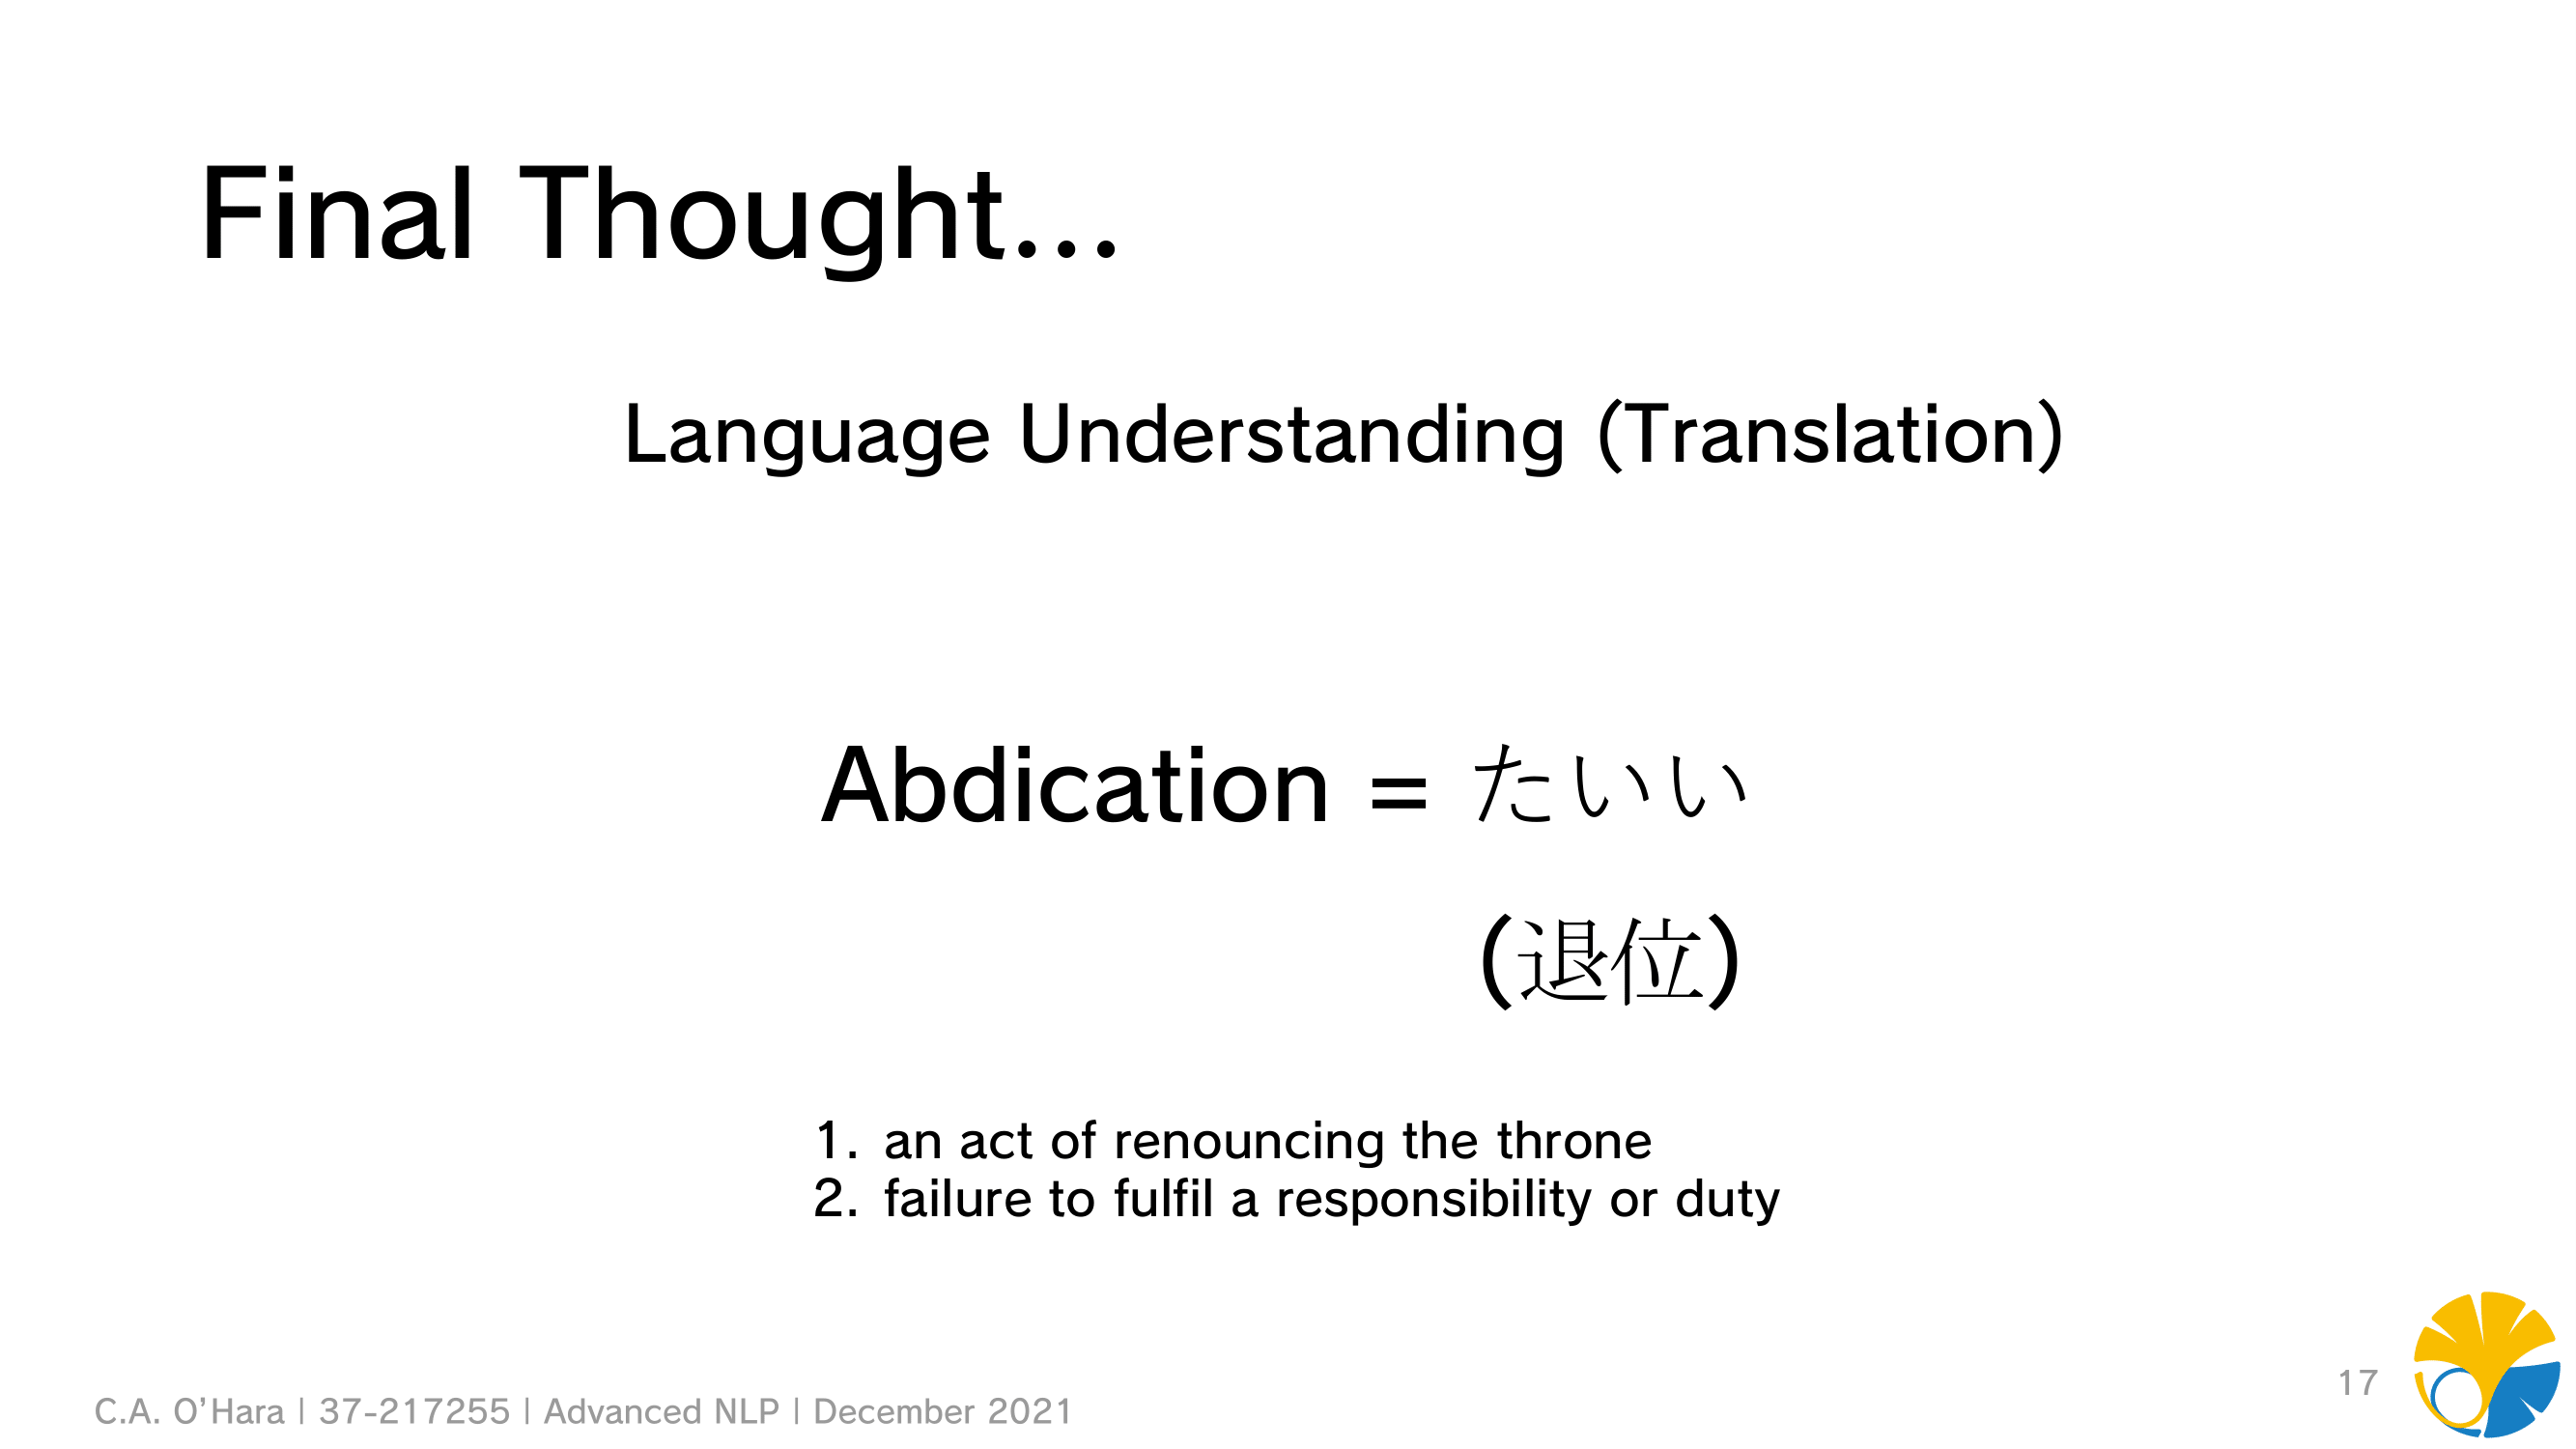 Final Thought...
Language Understanding (Translation)
Abdication = たいい
(退位)
1. an act of renouncing the throne
2. failure to fulfil a responsibility or duty
C.A. O’Hara | 37-217255 | Advanced NLP | December 2021
17